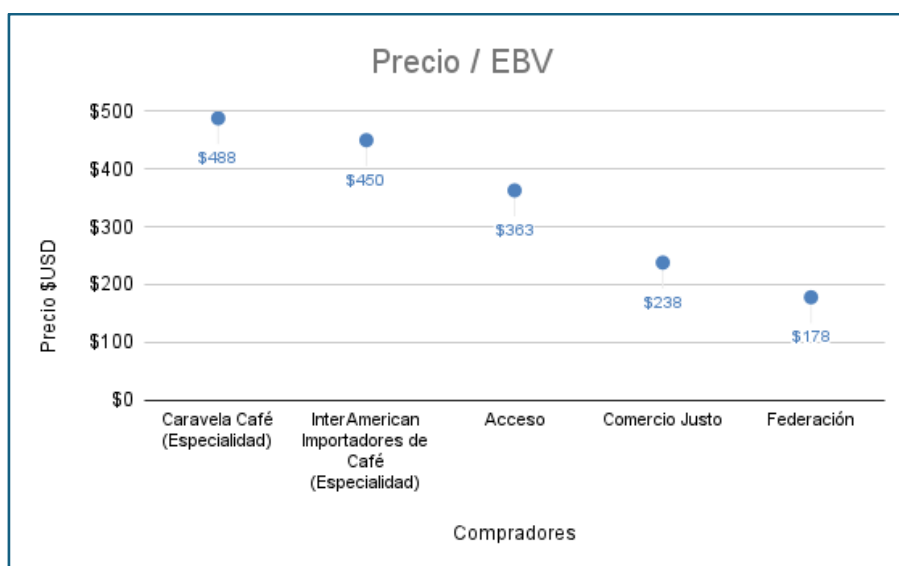 Precio / EBV
$500
$400
$300
$200
$100
$0
Precio $USD
$488
$450
$363
$238
$178
Caravela Café
(Especialidad)
InterAmerican
Importadores de
Café
(Especialidad)
Acceso
Comercio Justo
Federación
Compradores